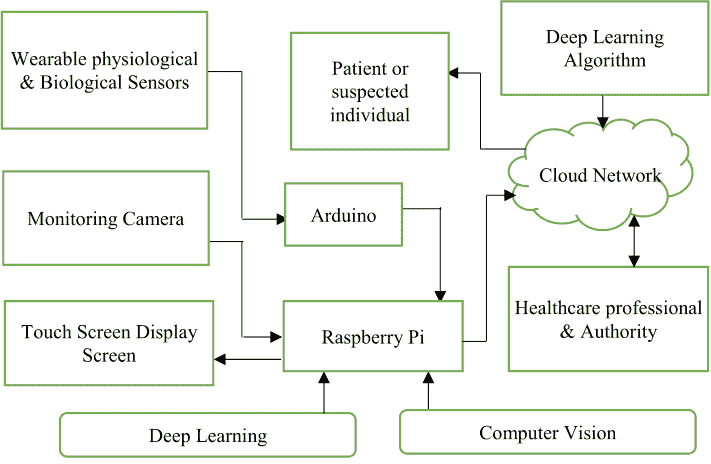 Wearable physiological
& Biological Sensors
Patient or
suspected
individual
Deep Learning
Algorithm
Cloud Network
Monitoring Camera
Arduino
Healthcare professional
& Authority
Touch Screen Display
Screen
Raspberry Pi
Deep Learning
Computer Vision